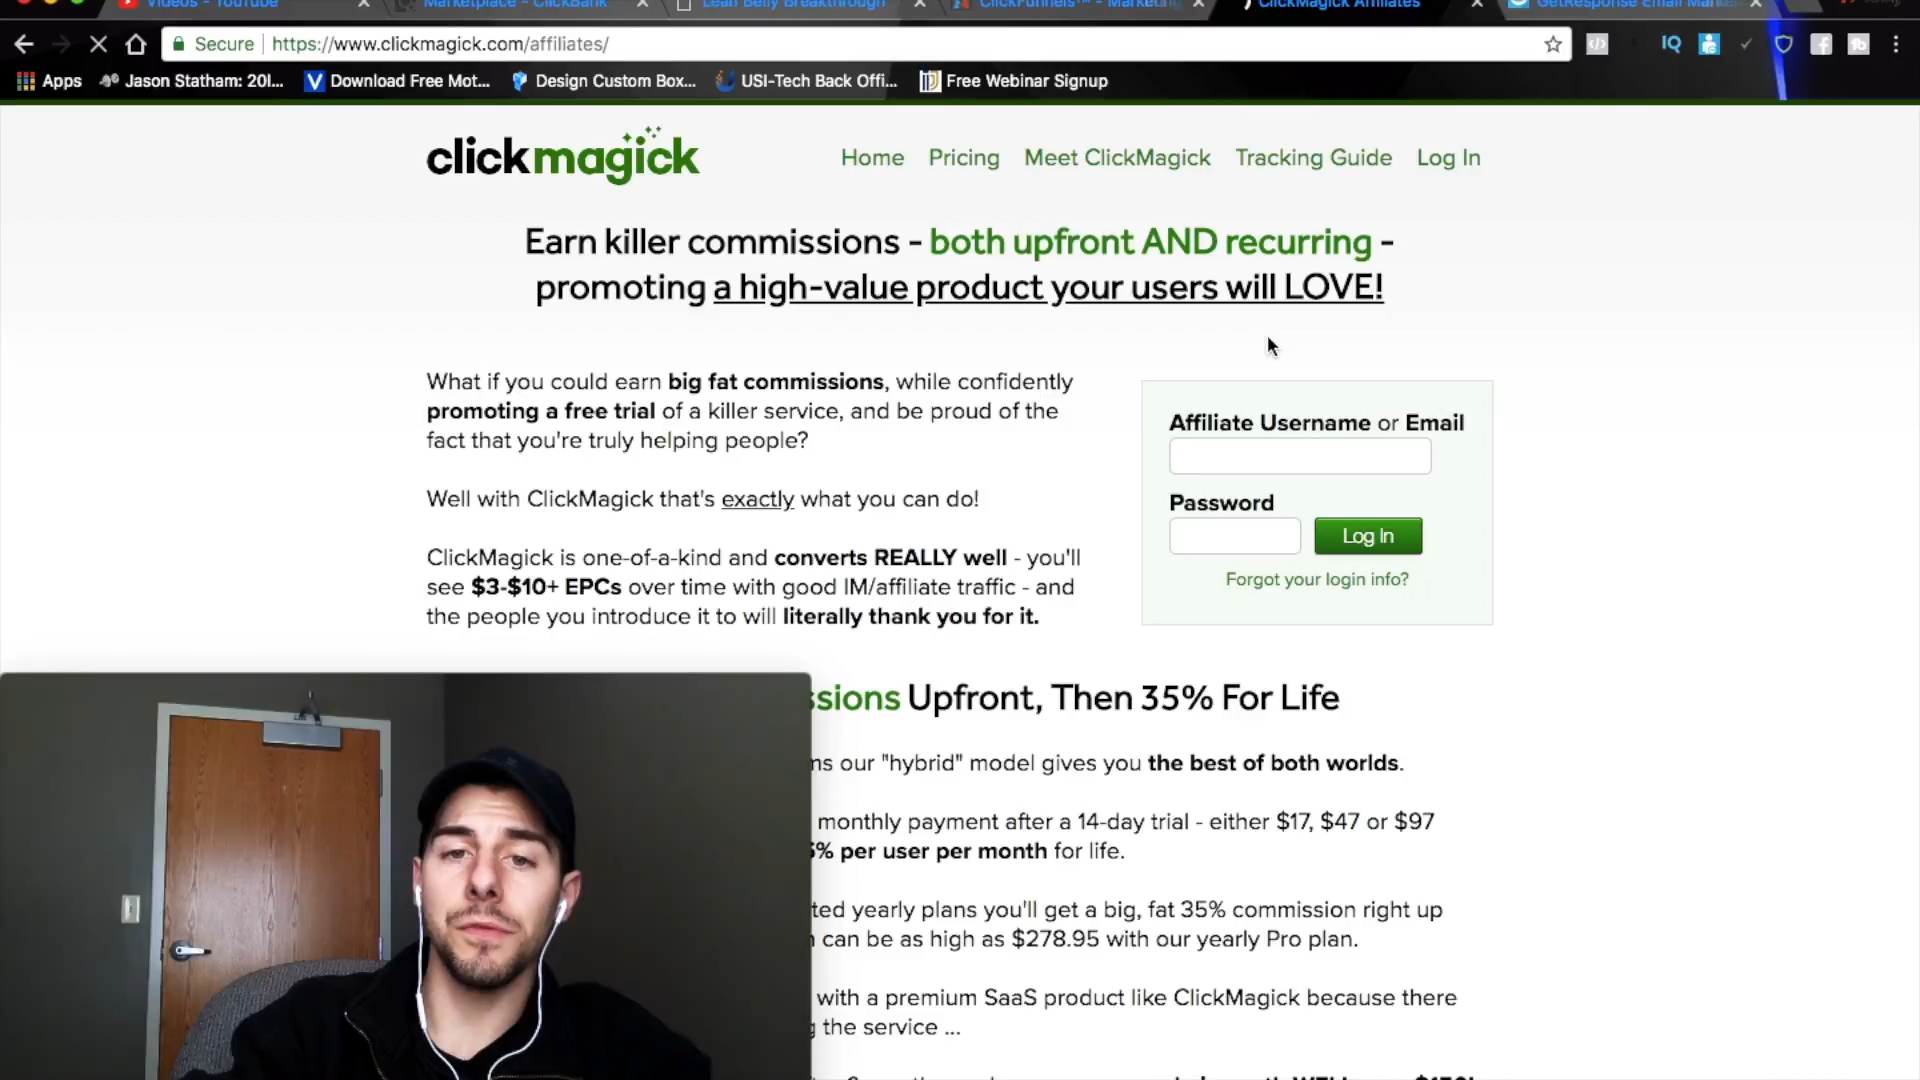 Videos - YouTube
Marketplace - ClickBank
Lean Belly Breakthrough
ClickFunnels™ - Marketing
ClickMagick Affiliates
GetResponse Email Mark
Secure
https://www.clickmagick.com/affiliates/
IQ
Apps
Jason Statham: 20l...
Download Free Mot...
Design Custom Box...
USI-Tech Back Offi...
Free Webinar Signup
clickmagick
Home Pricing Meet ClickMagick Tracking Guide Log In
Earn killer commissions - both upfront AND recurring -
promoting a high-value product your users will LOVE!
What if you could earn big fat commissions, while confidently
promoting a free trial of a killer service, and be proud of the
fact that you're truly helping people?
Well with ClickMagick that's exactly what you can do!
ClickMagick is one-of-a-kind and converts REALLY well - you'll
see $3-$10+ EPCs over time with good IM/affiliate traffic - and
the people you introduce it to will literally thank you for it.
Affiliate Username or Email
Password
Log In
Forgot your login info?
ssions Upfront, Then 35% For Life
ms our "hybrid" model gives you the best of both worlds.
monthly payment after a 14-day trial - either $17, $47 or $97
% per user per month for life.
ted yearly plans you'll get a big, fat 35% commission right up
can be as high as $278.95 with our yearly Pro plan.
with a premium SaaS product like ClickMagick because there
g the service ...